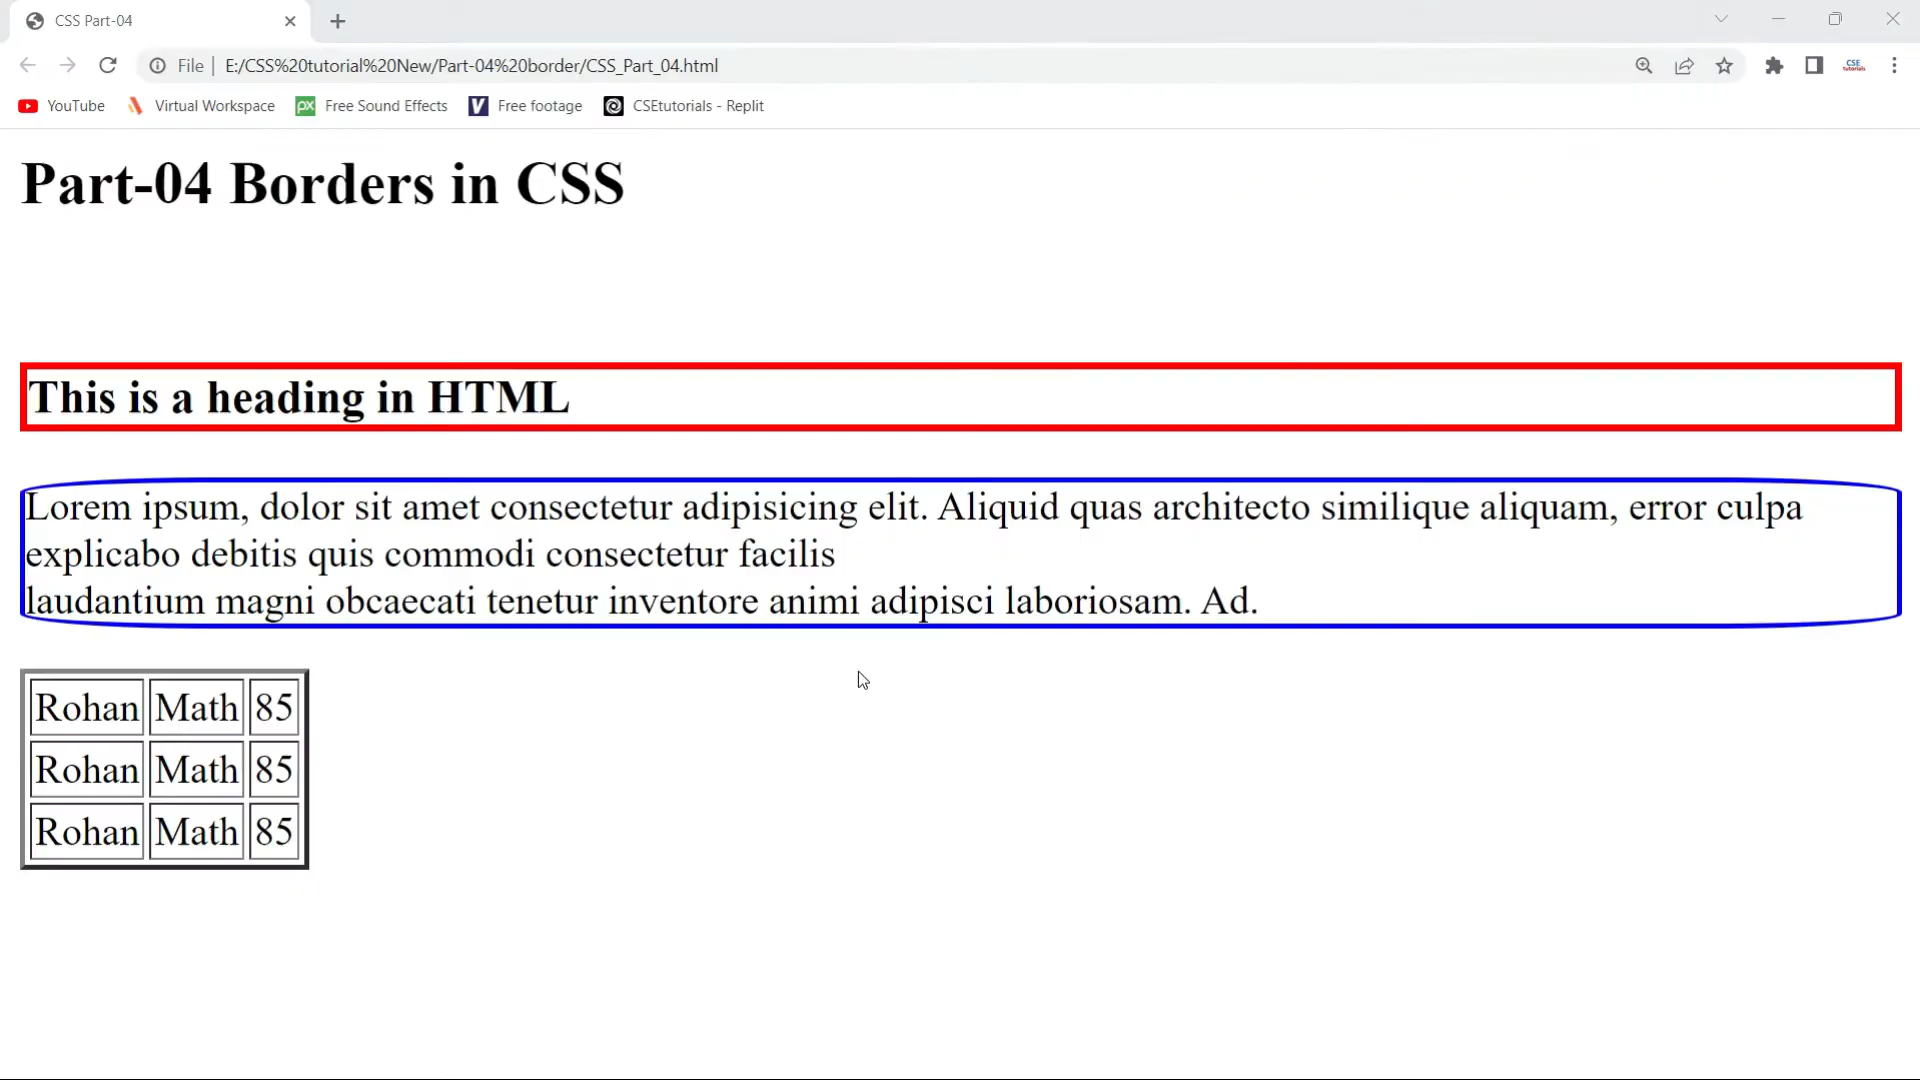 CSS Part-04
File | E:/CSS%20tutorial%20New/Part-04%20border/CSS_Part_04.html
CSE tutorials
YouTube Virtual Workspace px Free Sound Effects V Free footage CSEtutorials - Replit
Part-04 Borders in CSS
This is a heading in HTML
Lorem ipsum, dolor sit amet consectetur adipisicing elit. Aliquid quas architecto similique aliquam, error culpa
explicabo debitis quis commodi consectetur facilis
laudantium magni obcaecati tenetur inventore animi adipisci laboriosam. Ad.
Rohan Math 85
Rohan Math 85
Rohan Math 85